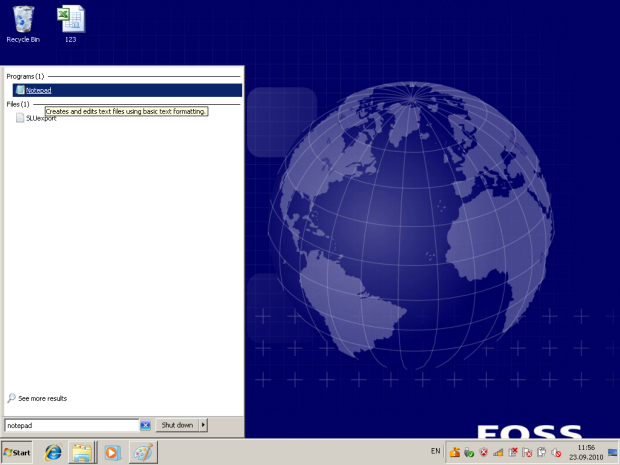 Recycle Bin
123
Programs (1)
Notepad
Creates and edits text files using basic text formatting.
Files (1)
SLUexport
See more results
notepad
Shut down
FOSS
Start
EN
11:56
23.09.2010